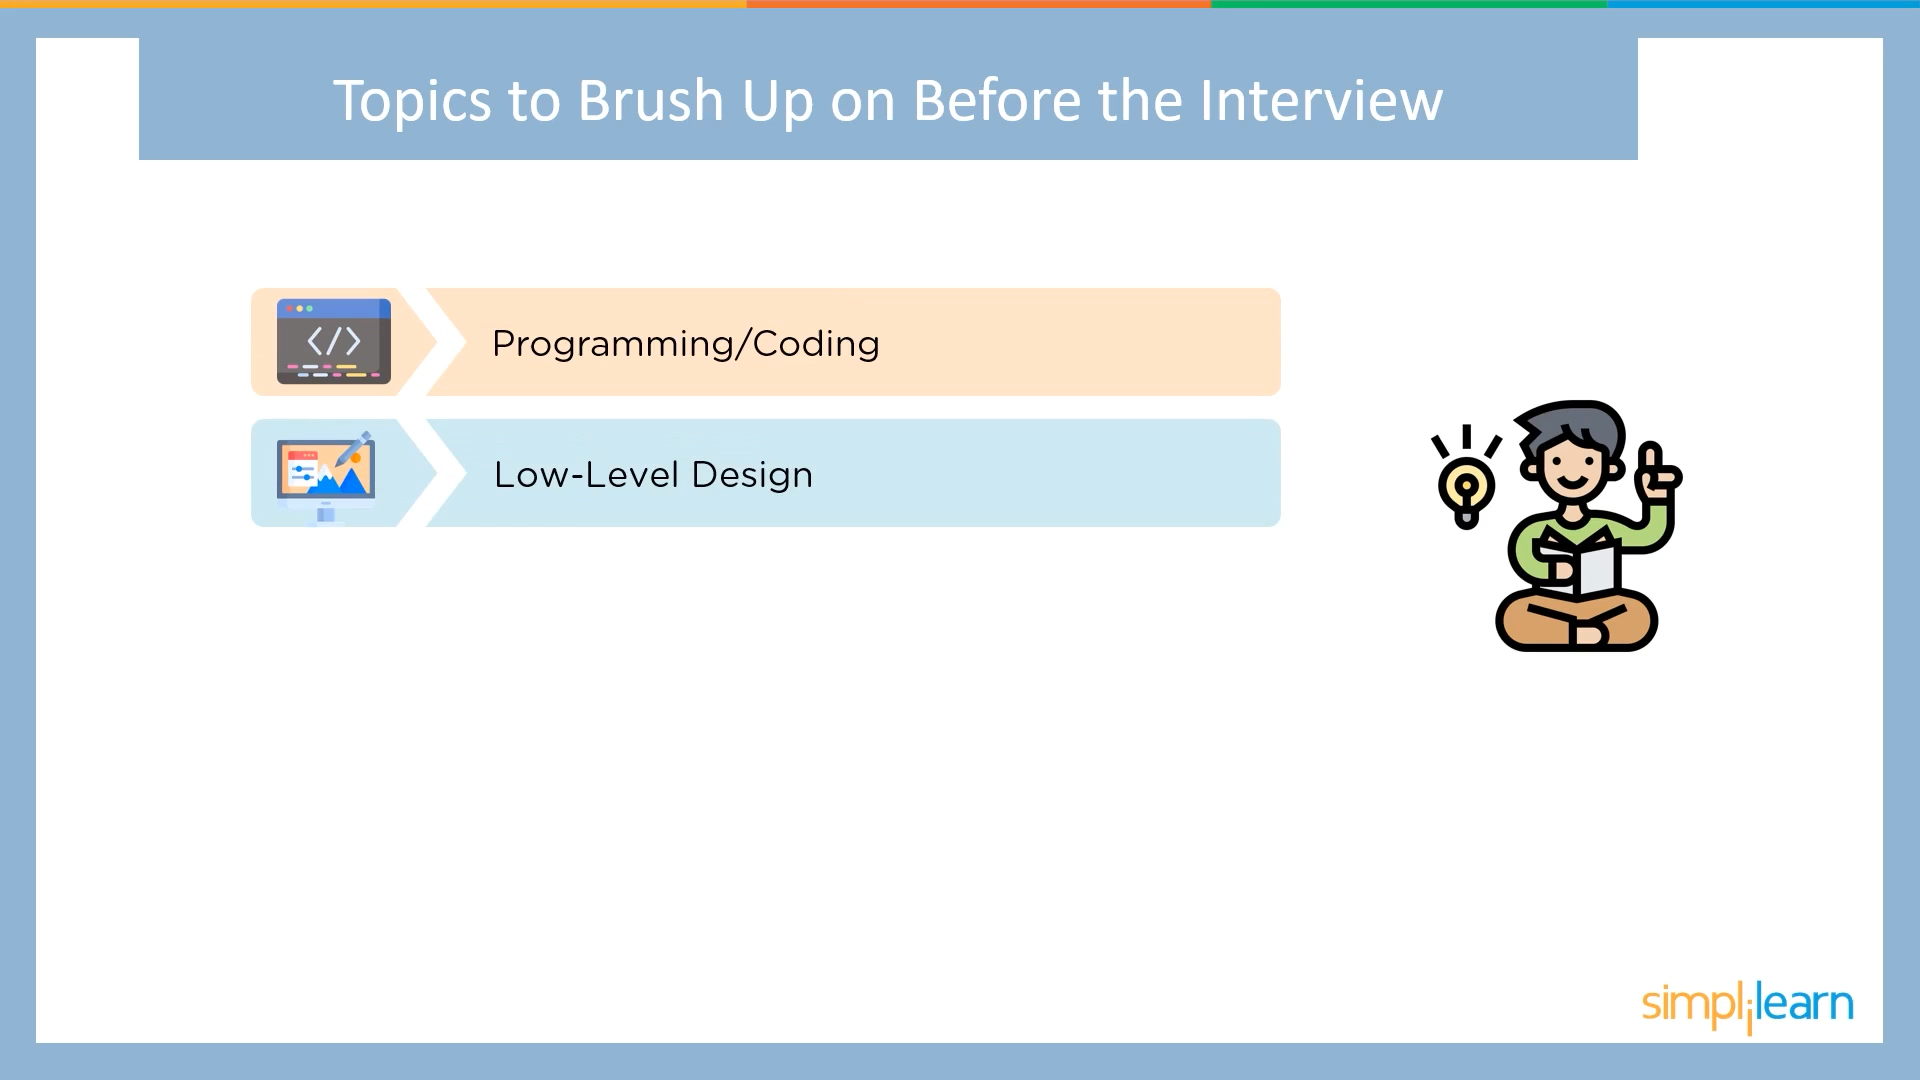 Topics to Brush Up on Before the Interview
</>
Programming/Coding
Low-Level Design
simplilearn